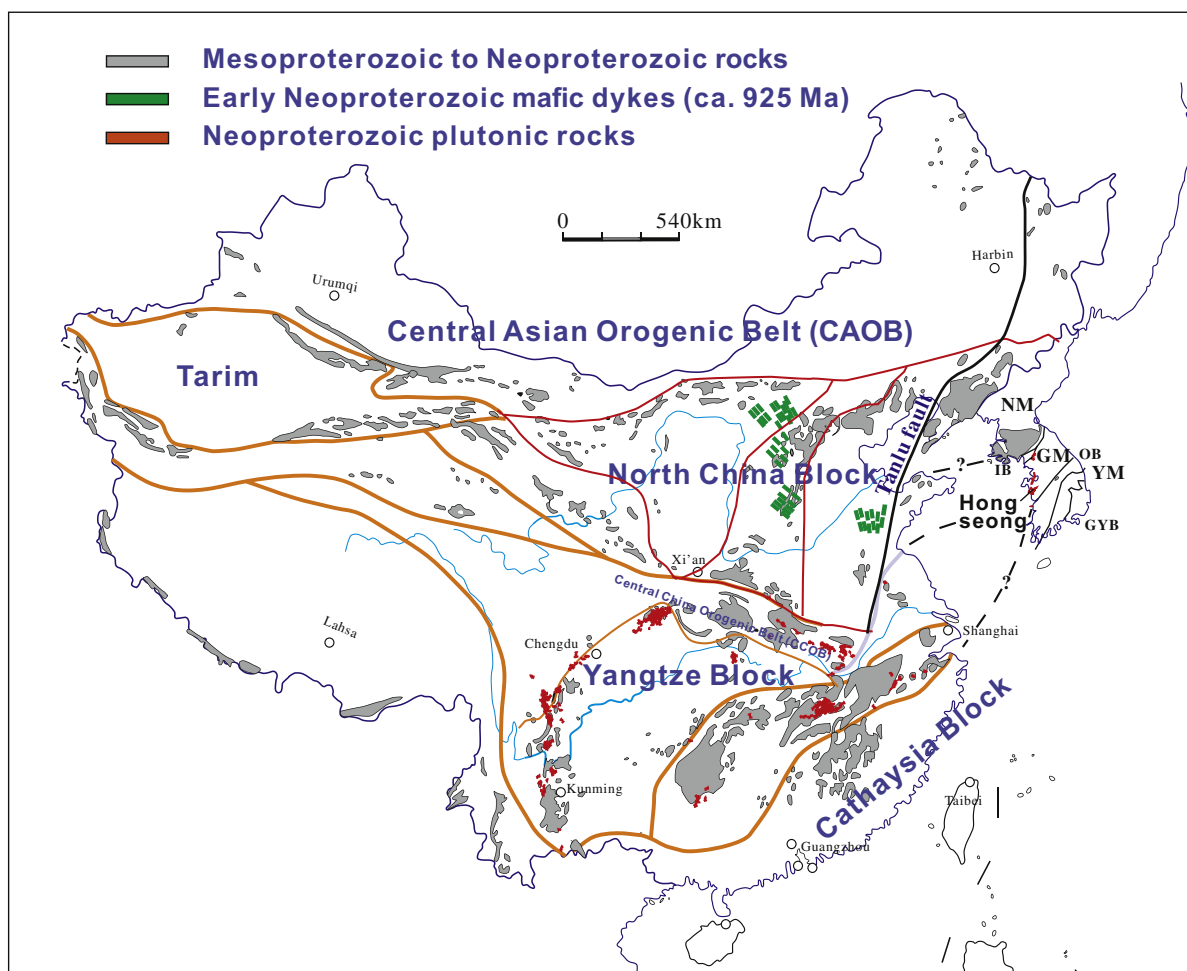 Mesoproterozoic to Neoproterozoic rocks
Early Neoproterozoic mafic dykes (ca. 925 Ma)
Neoproterozoic plutonic rocks
0 540km
Harbin
Urumqi
Central Asian Orogenic Belt (CAOB)
Tarim
Tanlu fault
NM
?
GM
OB
IB
YM
North China Block
Hong
seong
GYB
Xi'an
?
Central China Orogenic Belt (CCOB)
Lahsa
Chengdu
Shanghai
Yangtze Block
Cathaysia Block
Kunming
Taibei
Guangzhou